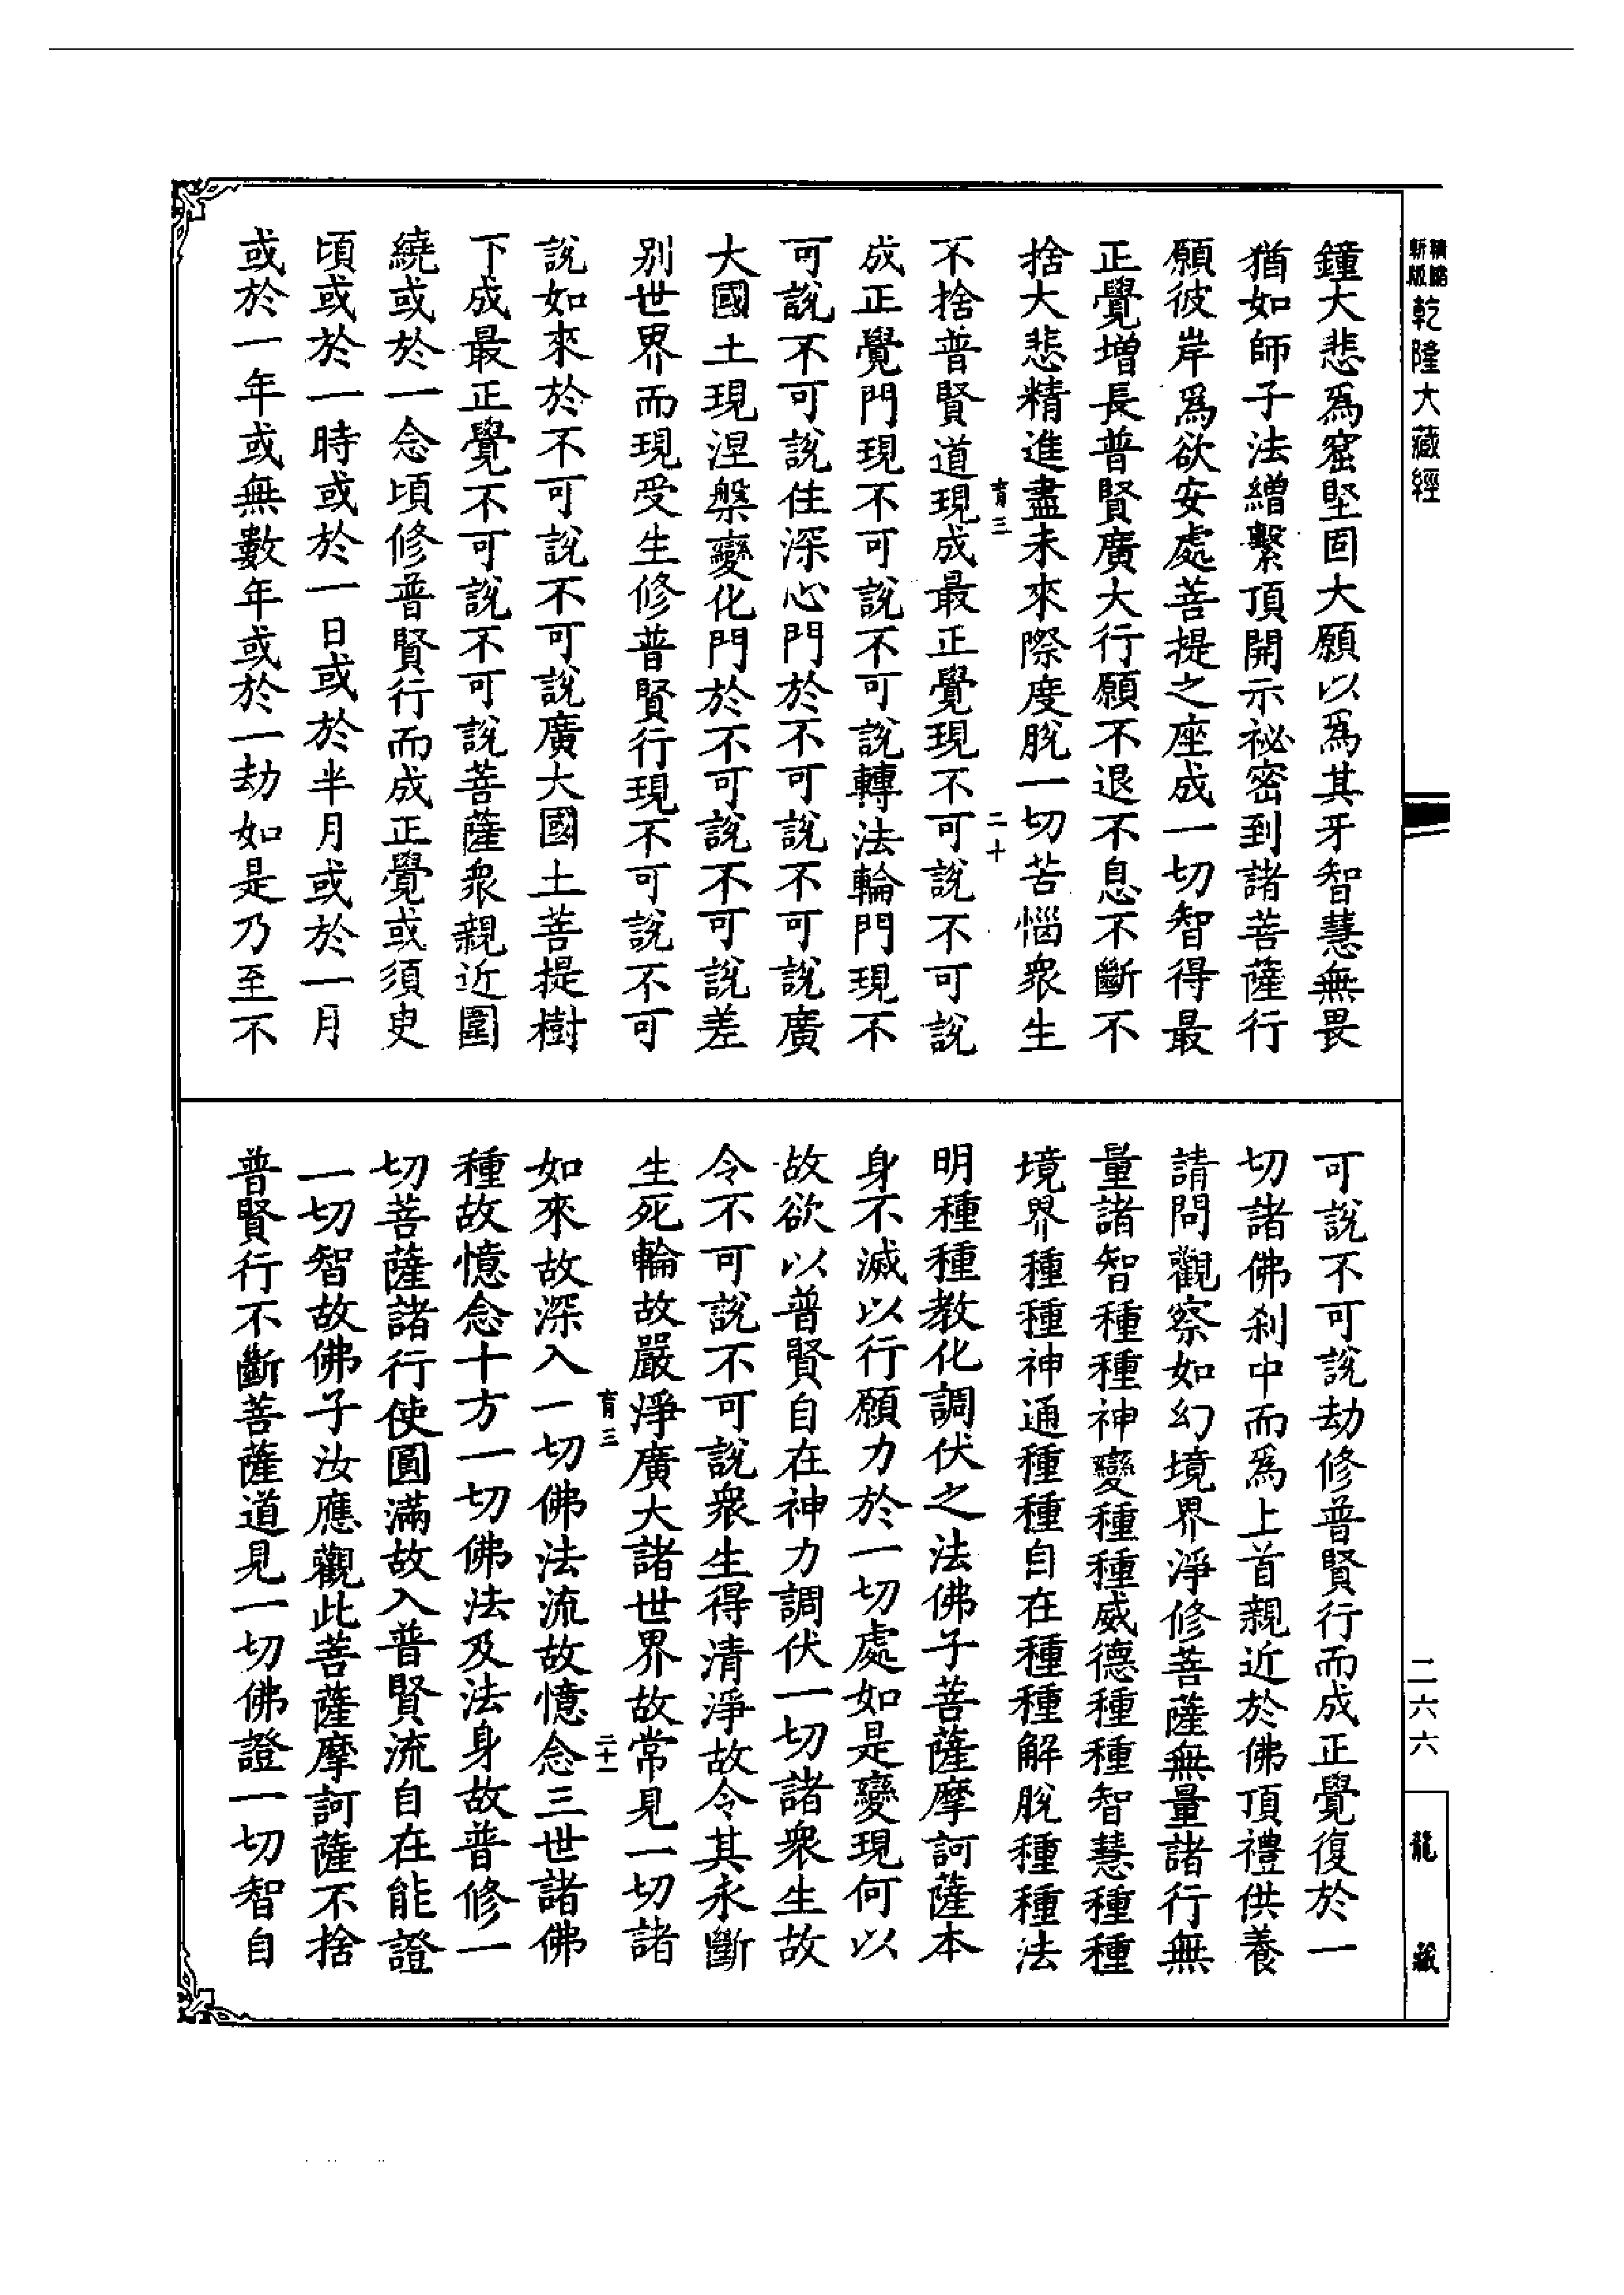 精縮
新版
乾隆大藏經
鐘大悲爲窟堅固大願以爲其牙智慧無畏
猶如師子法繒繫頂開示祕密到諸菩薩行
願彼岸爲欲安處菩提之座成一切智得最
正覺增長普賢廣大行願不退不息不斷不
捨大悲精進盡未來際度脫一切苦惱衆生
育三
二十
不捨普賢道現成最正覺現不可說不可說
成正覺門現不可說不可說轉法輪門現不
可說不可說住深心門於不可說不可說廣
大國土現涅槃變化門於不可說不可說差
別世界而現受生修普賢行現不可說不可
說如來於不可說不可說廣大國土菩提樹
下成最正覺不可說不可說菩薩衆親近圍
繞或於一念頃修普賢行而成正覺或須臾
頃或於一時或於一日或於半月或於一月
或於一年或無數年或於一劫如是乃至不
可說不可說劫修普賢行而成正覺復於一
切諸佛刹中而爲上首親近於佛頂禮供養
請問觀察如幻境界淨修菩薩無量諸行無
量諸智種種神變種種威德種種智慧種種
境界種種神通種種自在種種解脫種種法
明種種教化調伏之法佛子菩薩摩訶薩本
身不滅以行願力於一切處如是變現何以
故欲以普賢自在神力調伏一切諸衆生故
令不可說不可說衆生得清淨故令其永斷
生死輪故嚴淨廣大諸世界故常見一切諸
育三
二十一
如來故深入一切佛法流故憶念三世諸佛
種故憶念十方一切佛法及法身故普修一
切菩薩諸行使圓滿故入普賢流自在能證
一切智故佛子汝應觀此菩薩摩訶薩不捨
普賢行不斷菩薩道見一切佛證一切智自
二六六
龍藏